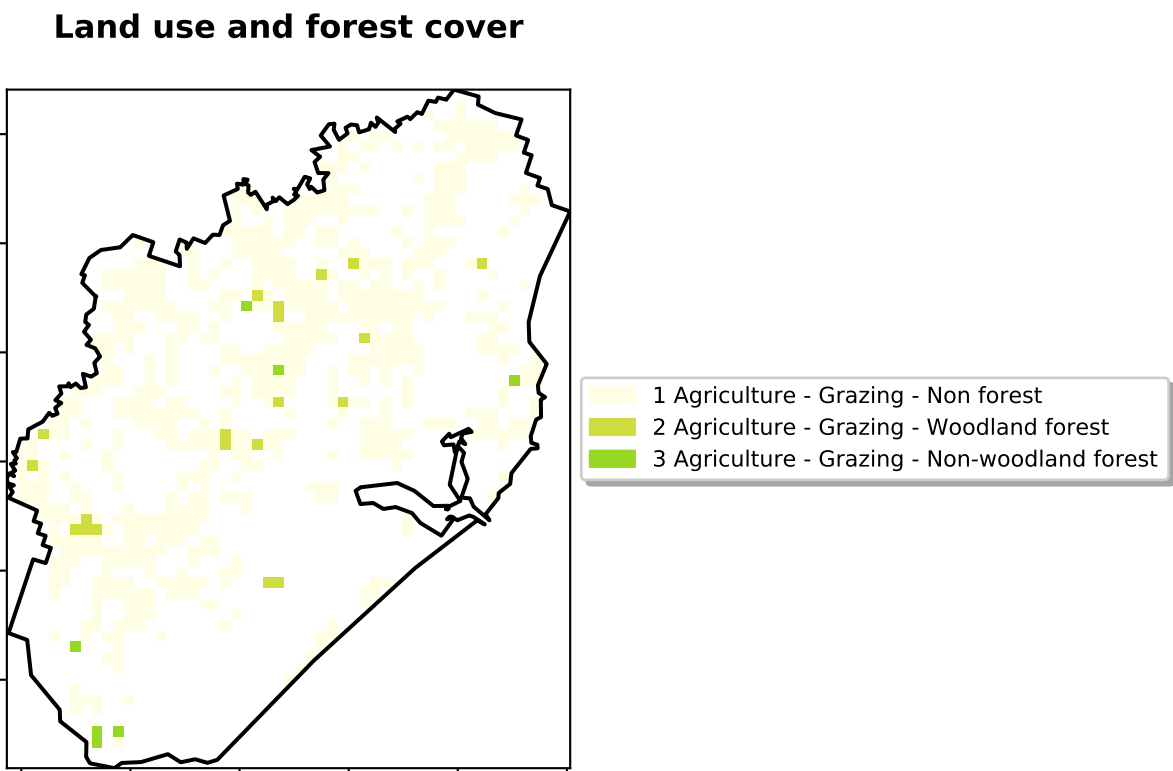 Land use and forest cover
1 Agriculture - Grazing - Non forest
2 Agriculture - Grazing - Woodland forest
3 Agriculture - Grazing - Non-woodland forest